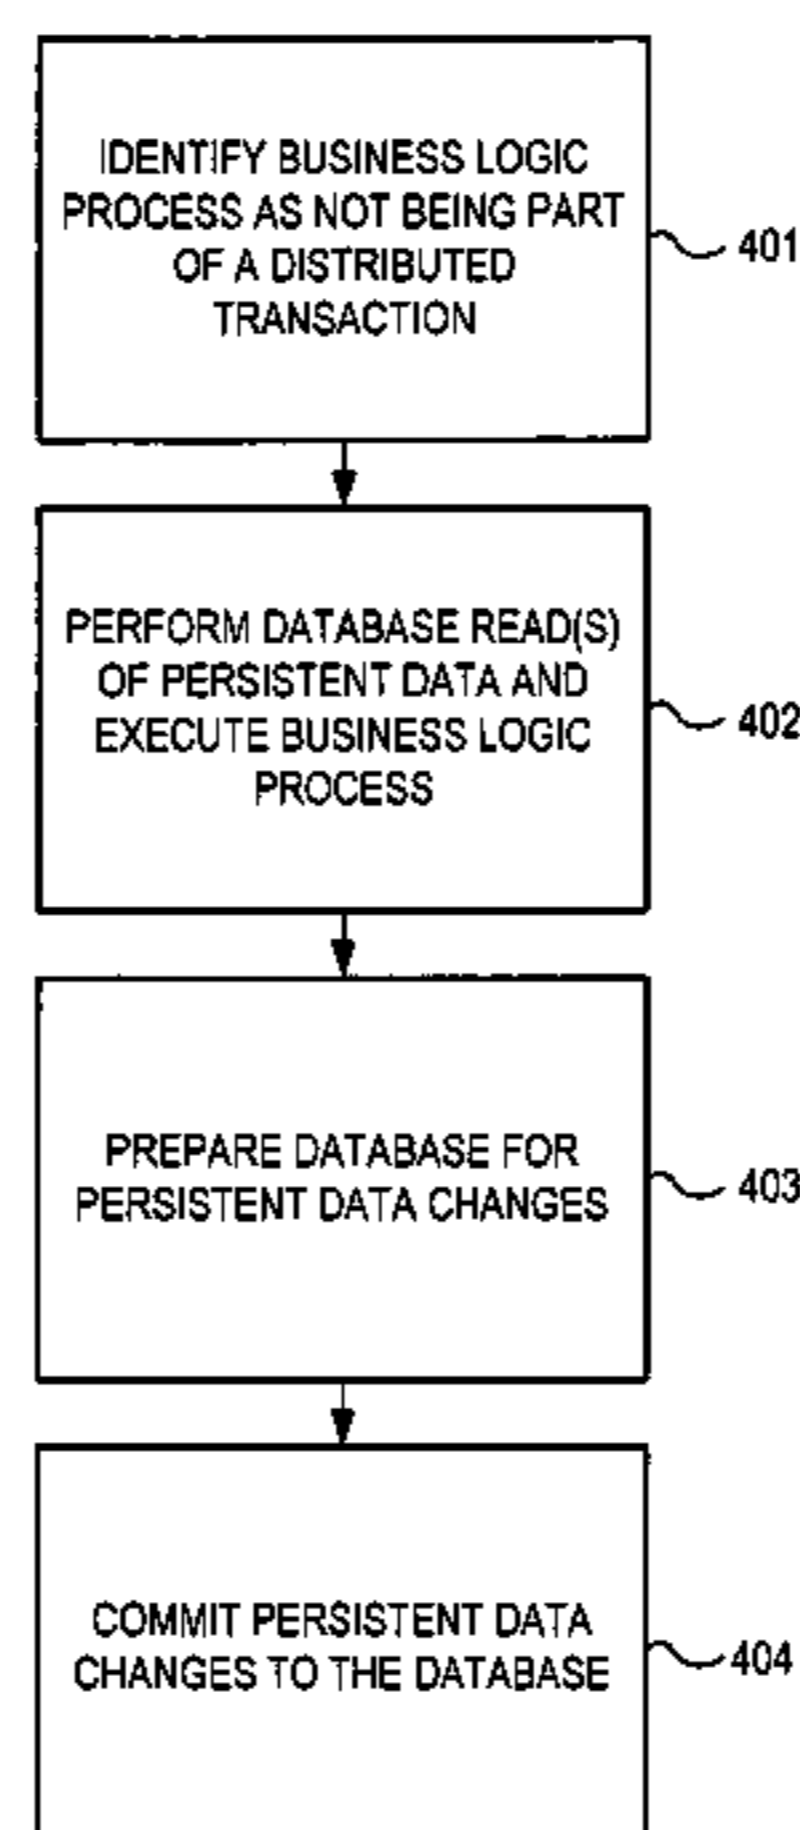 IDENTIFY BUSINESS LOGIC
PROCESS AS NOT BEING PART
OF A DISTRIBUTED
TRANSACTION
401
PERFORM DATABASE READ(S)
OF PERSISTENT DATA AND
EXECUTE BUSINESS LOGIC
PROCESS
402
PREPARE DATABASE FOR
PERSISTENT DATA CHANGES
403
COMMIT PERSISTENT DATA
CHANGES TO THE DATABASE
404